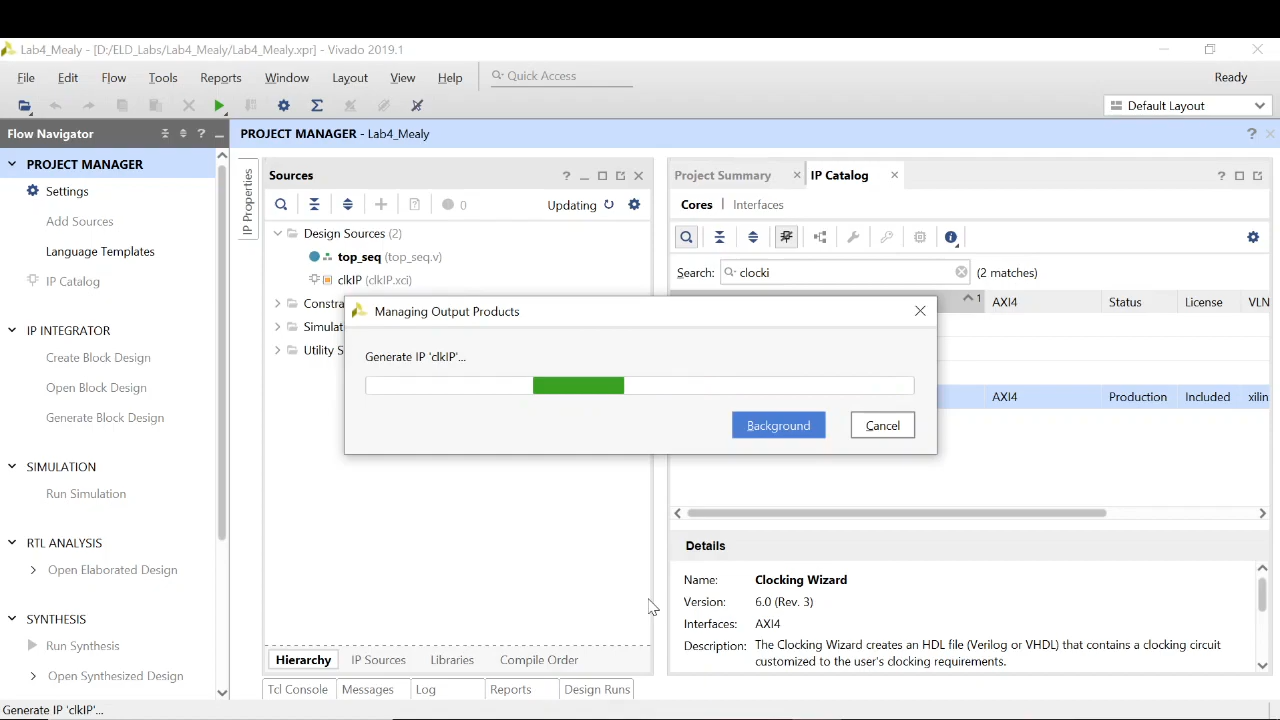 Lab4_Mealy - [D:/ELD_Labs/Lab4_Mealy/Lab4_Mealy.xpr] - Vivado 2019.1
File Edit Flow Tools Reports Window Layout View Help Quick Access Ready
Default Layout
Flow Navigator
PROJECT MANAGER - Lab4_Mealy
PROJECT MANAGER
Settings
Add Sources
Language Templates
IP Catalog
IP INTEGRATOR
Create Block Design
Open Block Design
Generate Block Design
SIMULATION
Run Simulation
RTL ANALYSIS
Open Elaborated Design
SYNTHESIS
Run Synthesis
Open Synthesized Design
IP Properties
Sources
0 Updating
Design Sources (2)
top_seq (top_seq.v)
clkIP (clkIP.xci)
Constra
Simulat
Utility S
Hierarchy IP Sources Libraries Compile Order
Tcl Console Messages Log Reports Design Runs
Project Summary IP Catalog
Cores Interfaces
Search: clocki (2 matches)
1 AXI4 Status License VLN
AXI4 Production Included xilin
Managing Output Products
Generate IP 'clkIP'...
Background Cancel
Details
Name: Clocking Wizard
Version: 6.0 (Rev. 3)
Interfaces: AXI4
Description: The Clocking Wizard creates an HDL file (Verilog or VHDL) that contains a clocking circuit
customized to the user's clocking requirements.
Generate IP 'clkIP'...